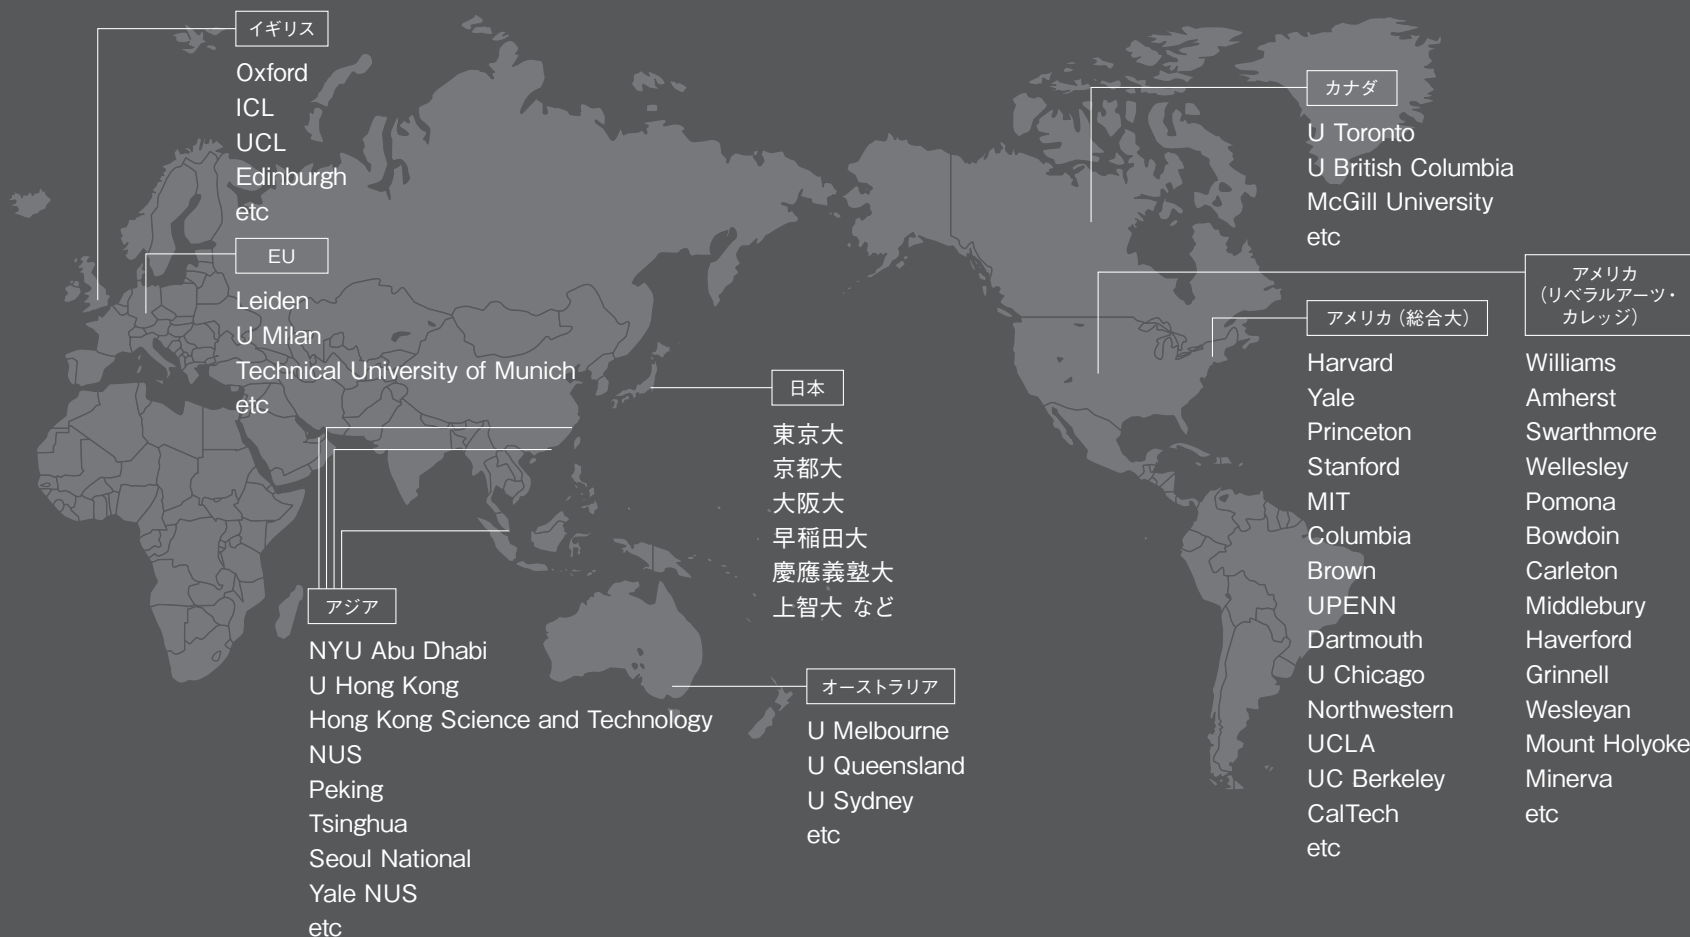 イギリス
Oxford
ICL
UCL
Edinburgh
etc
EU
Leiden
U Milan
Technical University of Munich
etc
アジア
NYU Abu Dhabi
U Hong Kong
Hong Kong Science and Technology
NUS
Peking
Tsinghua
Seoul National
Yale NUS
etc
日本
東京大
京都大
大阪大
早稲田大
慶應義塾大
上智大 など
オーストラリア
U Melbourne
U Queensland
U Sydney
etc
カナダ
U Toronto
U British Columbia
McGill University
etc
アメリカ（総合大）
Harvard
Yale
Princeton
Stanford
MIT
Columbia
Brown
UPENN
Dartmouth
U Chicago
Northwestern
UCLA
UC Berkeley
CalTech
etc
アメリカ
（リベラルアーツ・
カレッジ）
Williams
Amherst
Swarthmore
Wellesley
Pomona
Bowdoin
Carleton
Middlebury
Haverford
Grinnell
Wesleyan
Mount Holyoke
Minerva
etc